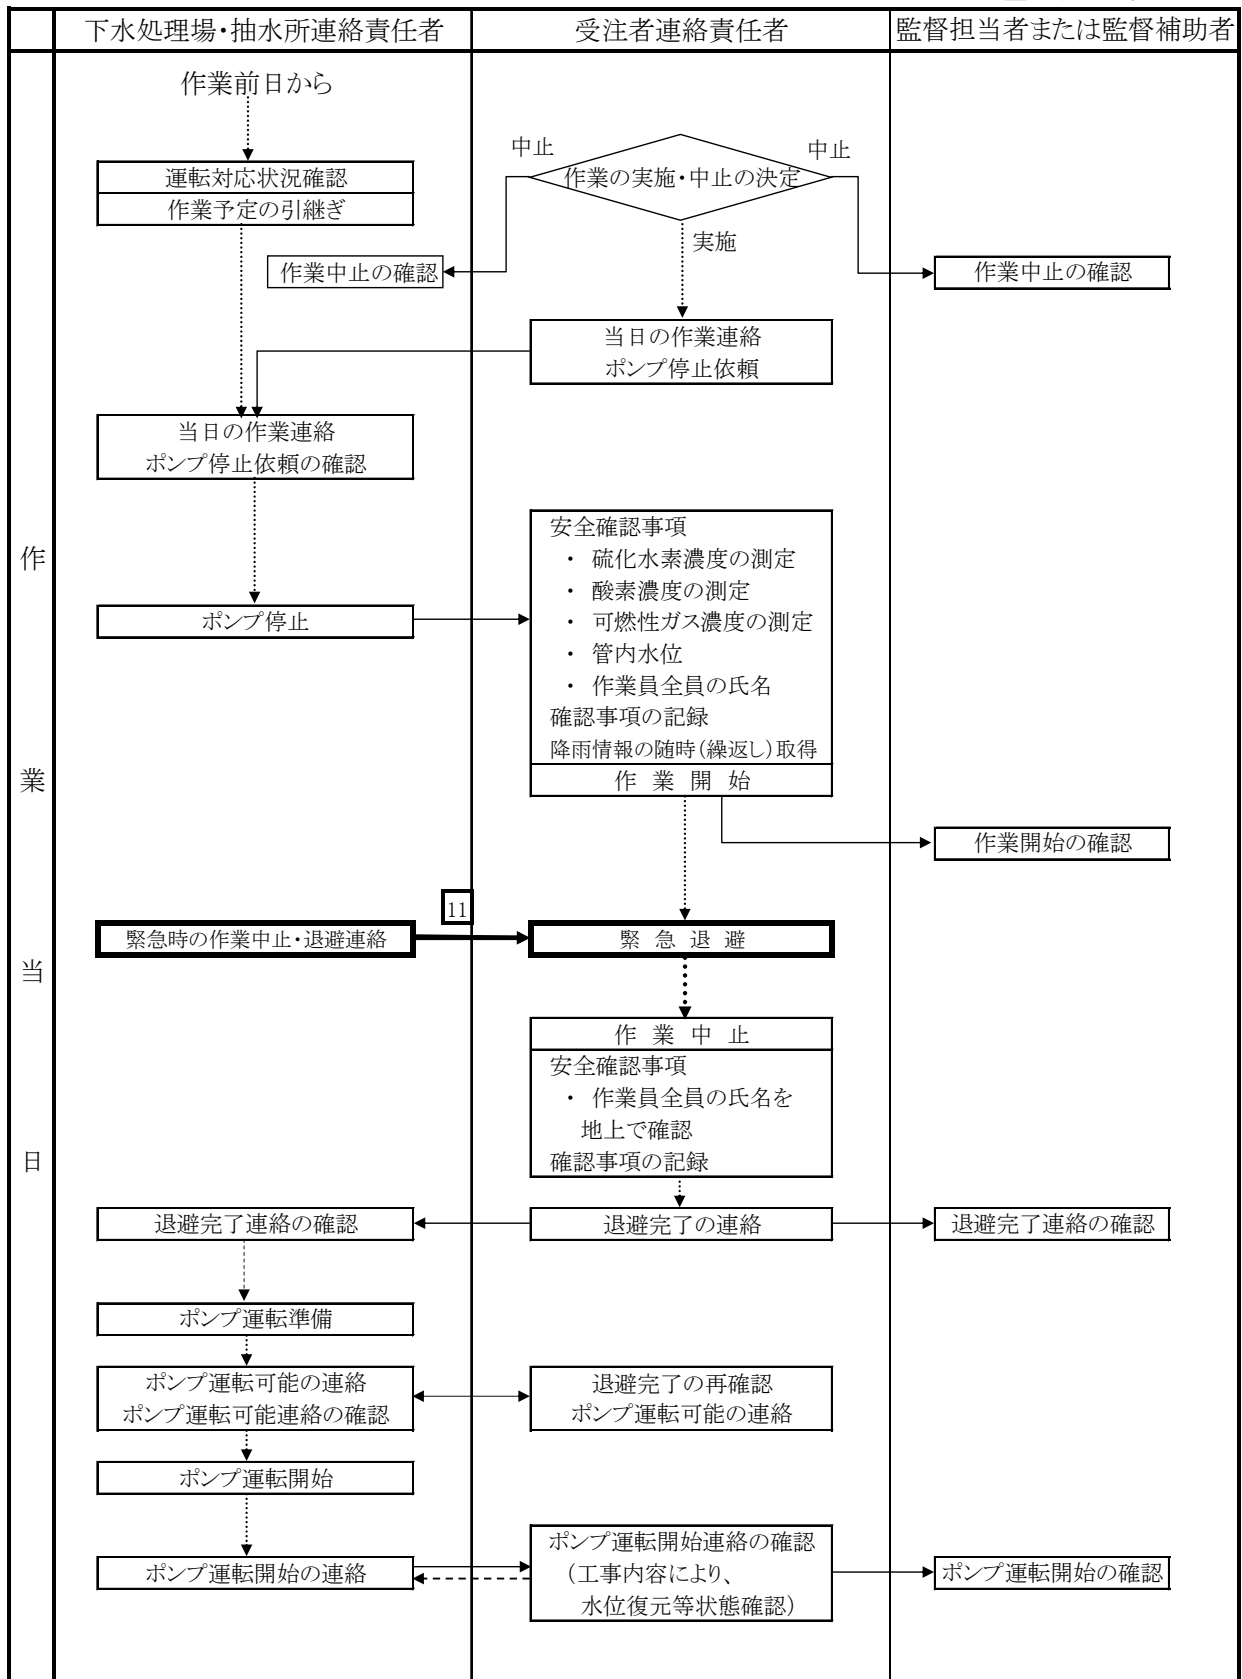 下水処理場・抽水所連絡責任者
受注者連絡責任者
監督担当者または監督補助者
作業当日
作業前日から
中止
中止
作業の実施・中止の決定
運転対応状況確認
作業予定の引継ぎ
実施
作業中止の確認
作業中止の確認
当日の作業連絡
ポンプ停止依頼
当日の作業連絡
ポンプ停止依頼の確認
安全確認事項
・ 硫化水素濃度の測定
・ 酸素濃度の測定
・ 可燃性ガス濃度の測定
・ 管内水位
・ 作業員全員の氏名
確認事項の記録
降雨情報の随時(繰返し)取得
ポンプ停止
作 業 開 始
作業開始の確認
11
緊急時の作業中止・退避連絡
緊 急 退 避
作 業 中 止
安全確認事項
・ 作業員全員の氏名を
地上で確認
確認事項の記録
退避完了連絡の確認
退避完了の連絡
退避完了連絡の確認
ポンプ運転準備
ポンプ運転可能の連絡
ポンプ運転可能連絡の確認
退避完了の再確認
ポンプ運転可能の連絡
ポンプ運転開始
ポンプ運転開始の連絡
ポンプ運転開始連絡の確認
(工事内容により、
水位復元等状態確認)
ポンプ運転開始の確認